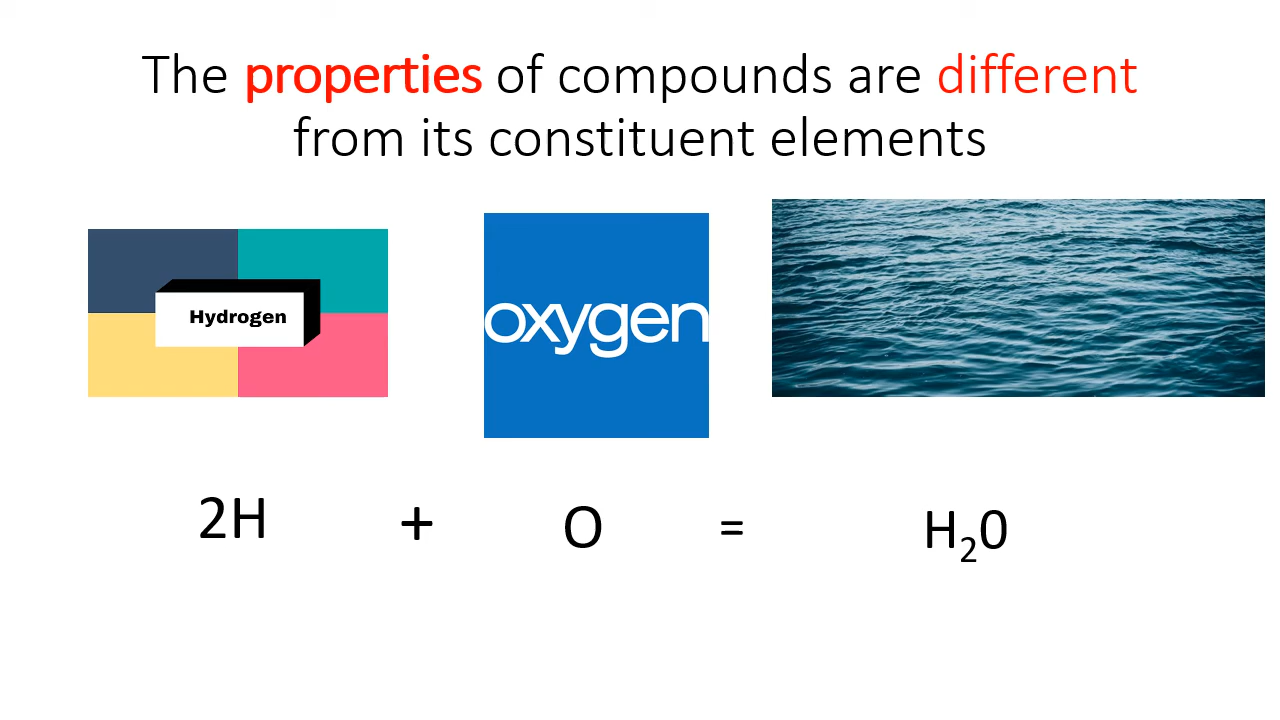 The properties of compounds are different
from its constituent elements
Hydrogen
oxygen
2H + O = H₂0